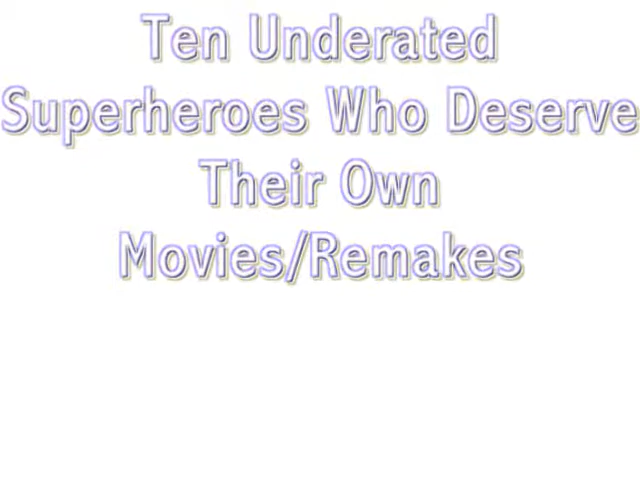 Ten Underated
Superheroes Who Deserve
Their Own
Movies/Remakes